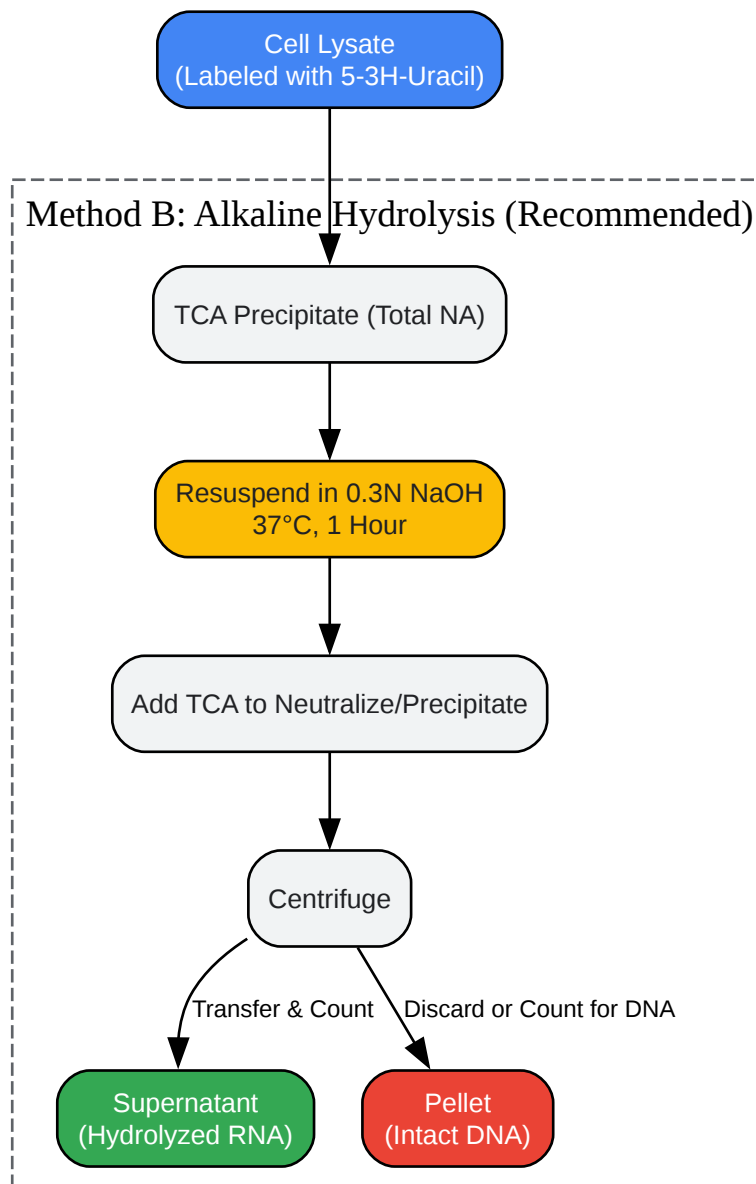 Cell Lysate
(Labeled with 5-3H-Uracil)
Method B: Alkaline Hydrolysis (Recommended)
TCA Precipitate (Total NA)
Resuspend in 0.3N NaOH
37°C, 1 Hour
Add TCA to Neutralize/Precipitate
Centrifuge
Transfer & Count
Discard or Count for DNA
Supernatant
(Hydrolyzed RNA)
Pellet
(Intact DNA)